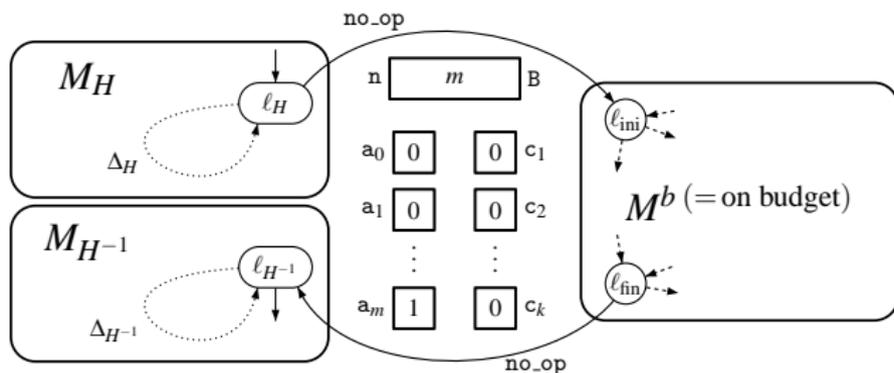 no_op
M_H
ℓ_H
Δ_H
n m B
a_0 0 0 c_1
a_1 0 0 c_2
⋮ ⋮
a_m 1 0 c_k
ℓ_ini
M^b (= on budget)
ℓ_fin
M_{H^{-1}}
ℓ_{H^{-1}}
Δ_{H^{-1}}
no_op